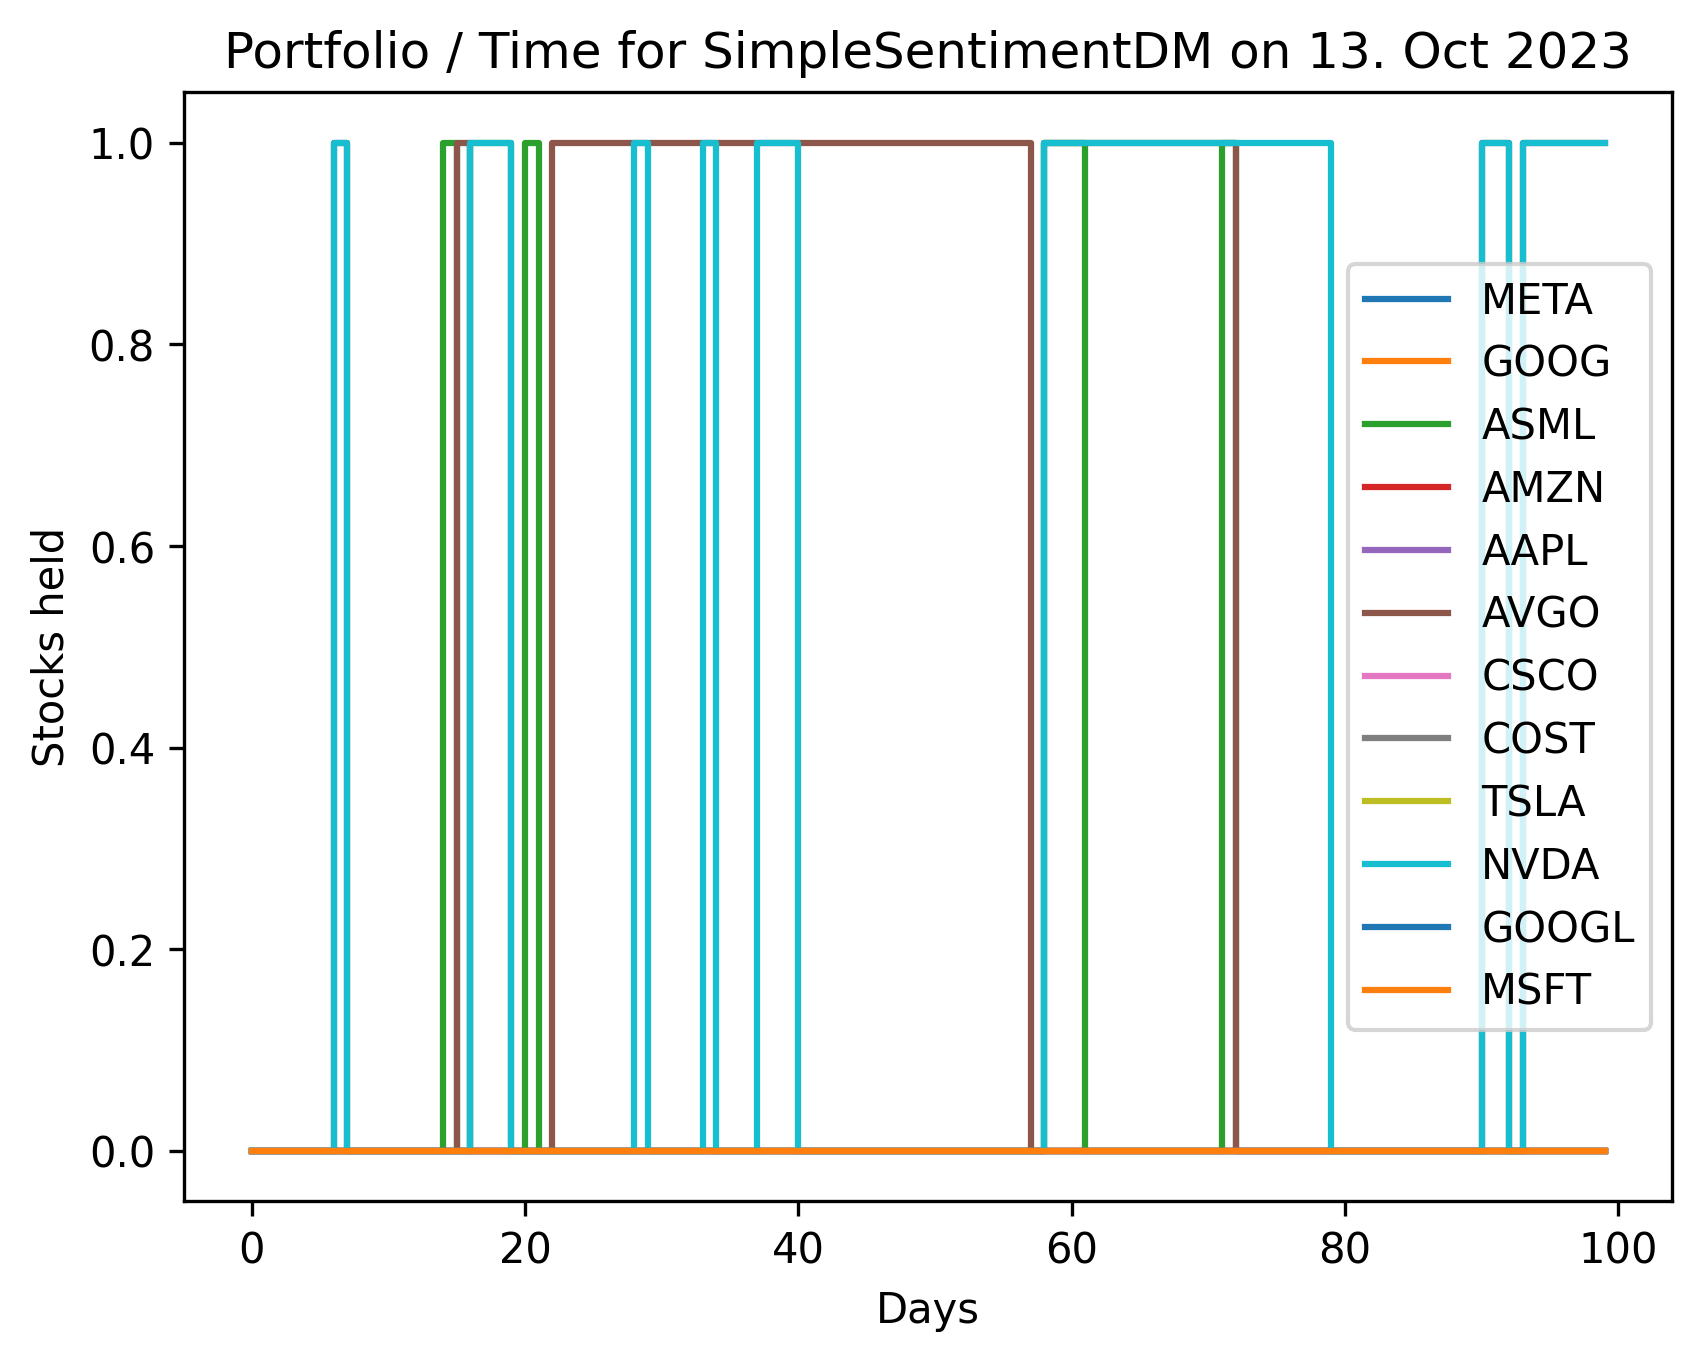 Portfolio / Time for SimpleSentimentDM on 13. Oct 2023
Stocks held
1.0
0.8
0.6
0.4
0.2
0.0
META
GOOG
ASML
AMZN
AAPL
AVGO
CSCO
COST
TSLA
NVDA
GOOGL
MSFT
0 20 40 60 80 100
Days